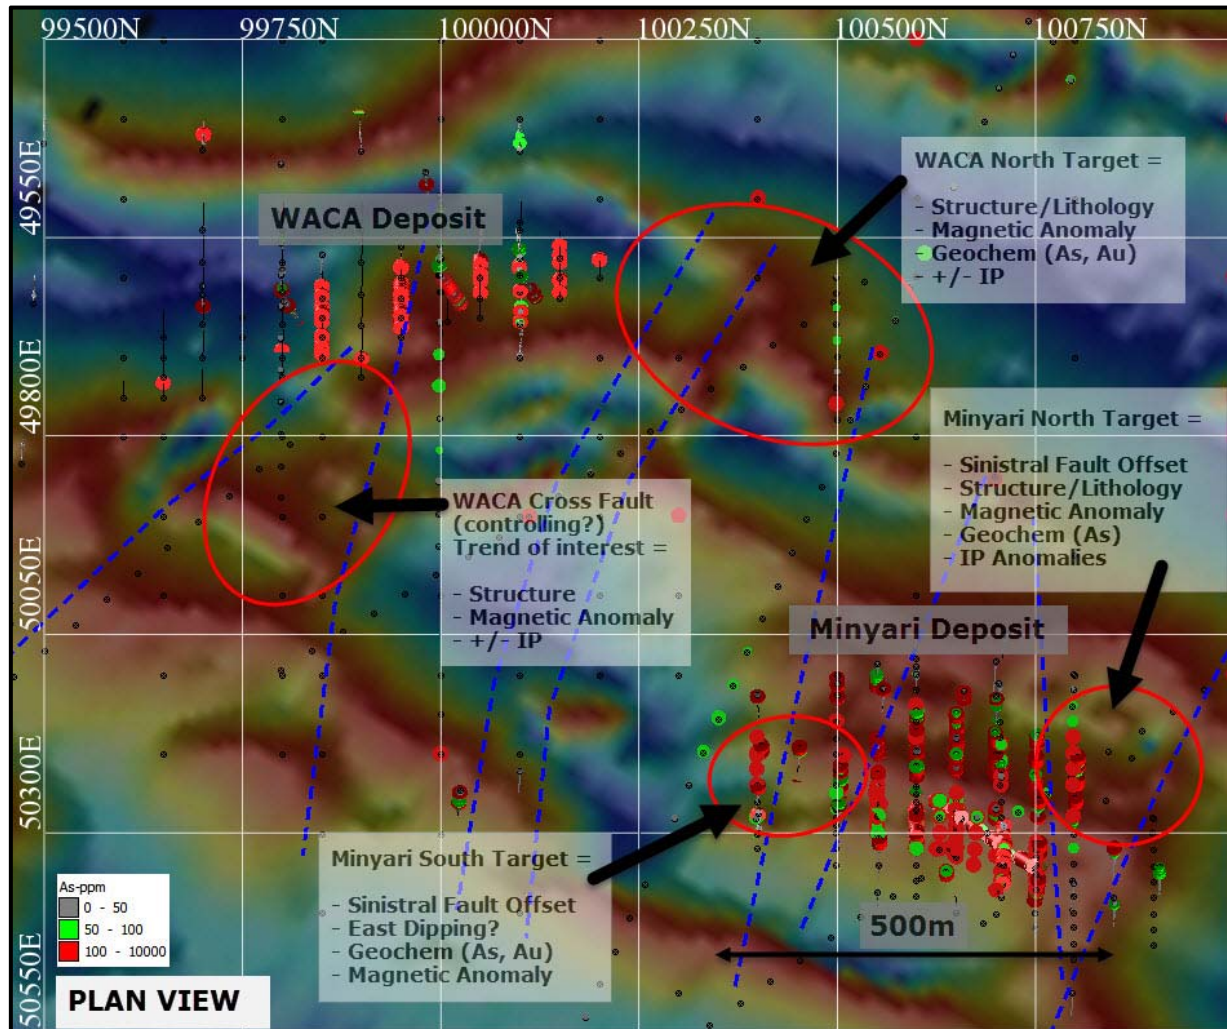 99500N 99750N 100000N 100250N 100500N 100750N
49550E
49800E
50050E
50300E
50550E
WACA Deposit
WACA North Target =
- Structure/Lithology
- Magnetic Anomaly
- Geochem (As, Au)
- +/- IP
Minyari North Target =
- Sinistral Fault Offset
- Structure/Lithology
- Magnetic Anomaly
- Geochem (As)
- IP Anomalies
WACA Cross Fault
(controlling?)
Trend of interest =
- Structure
- Magnetic Anomaly
- +/- IP
Minyari Deposit
Minyari South Target =
- Sinistral Fault Offset
- East Dipping?
- Geochem (As, Au)
- Magnetic Anomaly
500m
As-ppm
0 - 50
50 - 100
100 - 10000
PLAN VIEW